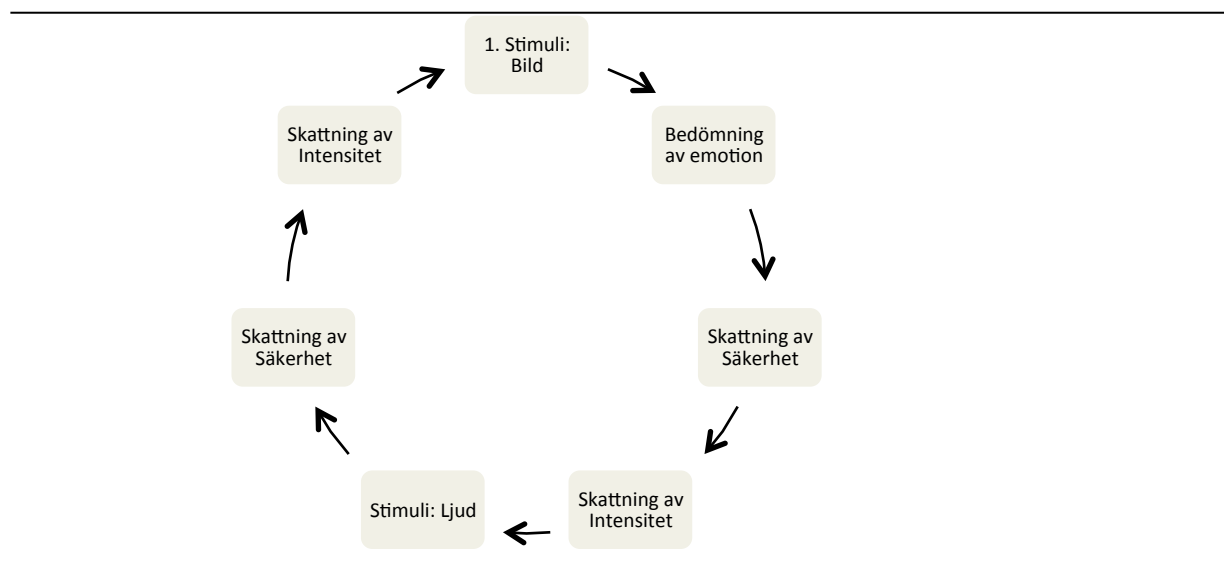 1. Stimuli:
Bild
Bedömning
av emotion
Skattning av
Säkerhet
Skattning av
Intensitet
Stimuli: Ljud
Skattning av
Säkerhet
Skattning av
Intensitet